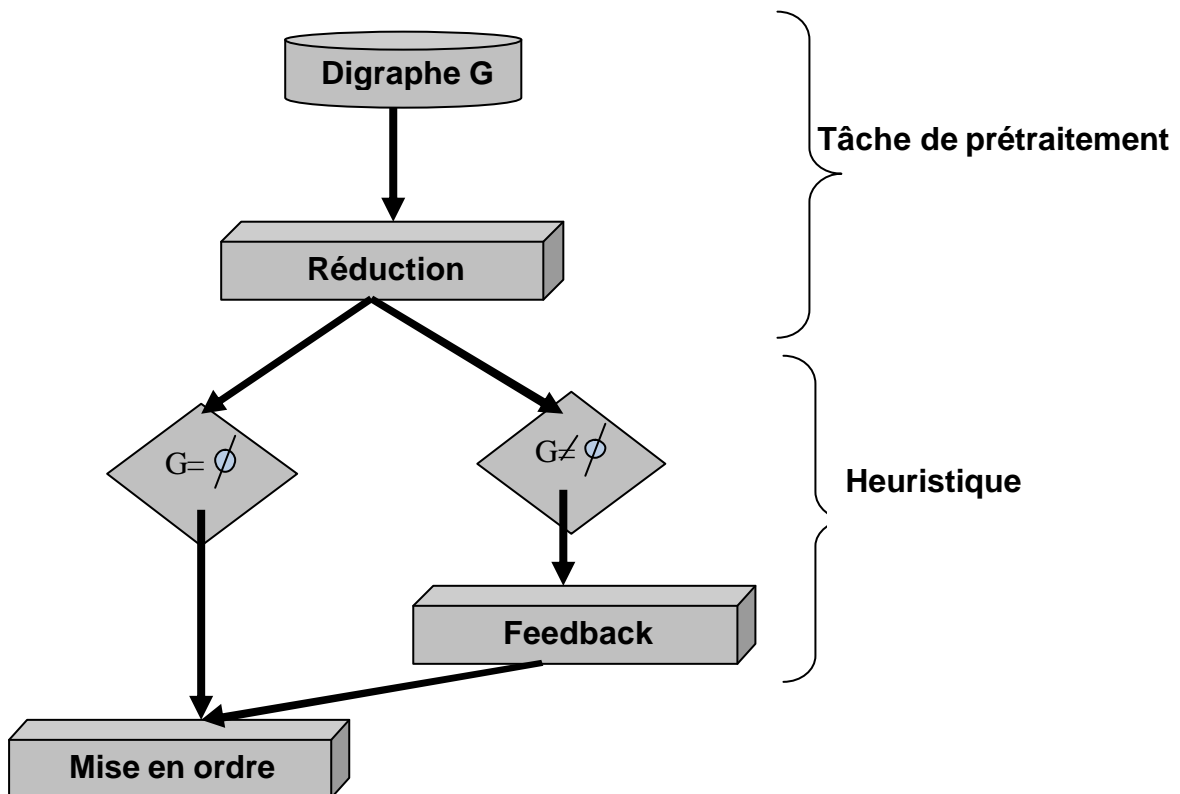 Digraphe G
Tâche de prétraitement
Réduction
G= ∅
G≠ ∅
Heuristique
Feedback
Mise en ordre